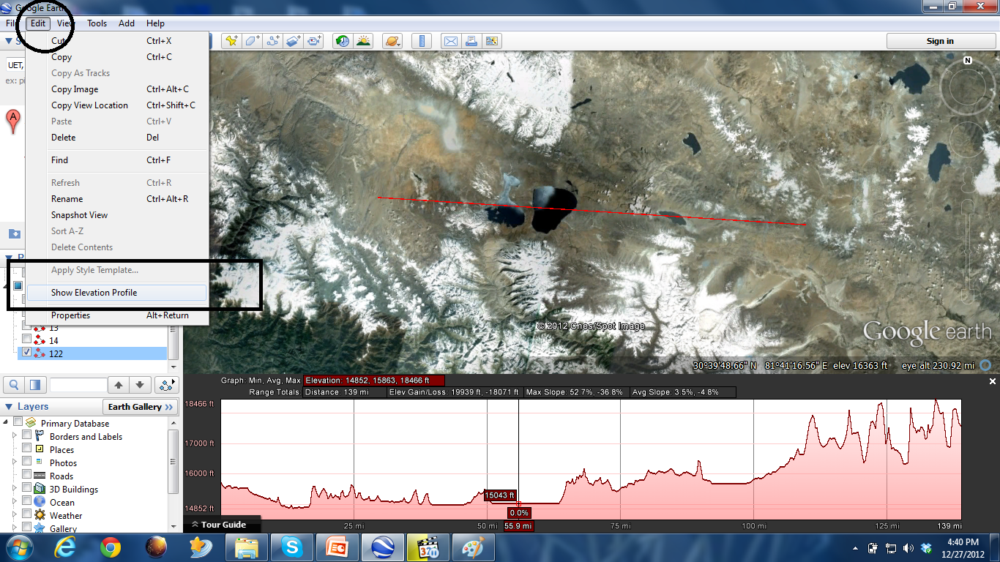 Google Earth
File Edit View Tools Add Help
Sign in
Cut Ctrl+X
Copy Ctrl+C
Copy As Tracks
Copy Image Ctrl+Alt+C
Copy View Location Ctrl+Shift+C
Paste Ctrl+V
Delete Del
Find Ctrl+F
Refresh Ctrl+R
Rename Ctrl+Alt+R
Snapshot View
Sort A-Z
Delete Contents
Apply Style Template...
Show Elevation Profile
Properties Alt+Return
UET,
ex: pi
A
13
14
122
Layers
Earth Gallery >>
Primary Database
Borders and Labels
Places
Photos
Roads
3D Buildings
Ocean
Weather
Gallery
N
© 2012 Cnes/Spot Image
Google earth
30°39'48.66" N 81°41'16.56" E elev 16363 ft eye alt 230.92 mi
Graph: Min, Avg, Max Elevation: 14852, 15863, 18466 ft
Range Totals Distance: 139 mi Elev Gain/Loss: 19939 ft, -18071 ft Max Slope: 52.7%, -36.8% Avg Slope: 3.5%, -4.8%
18466 ft
17000 ft
16000 ft
14852 ft
15043 ft
0.0%
25 mi 50 mi 55.9 mi 75 mi 100 mi 125 mi 139 mi
Tour Guide
4:40 PM
12/27/2012